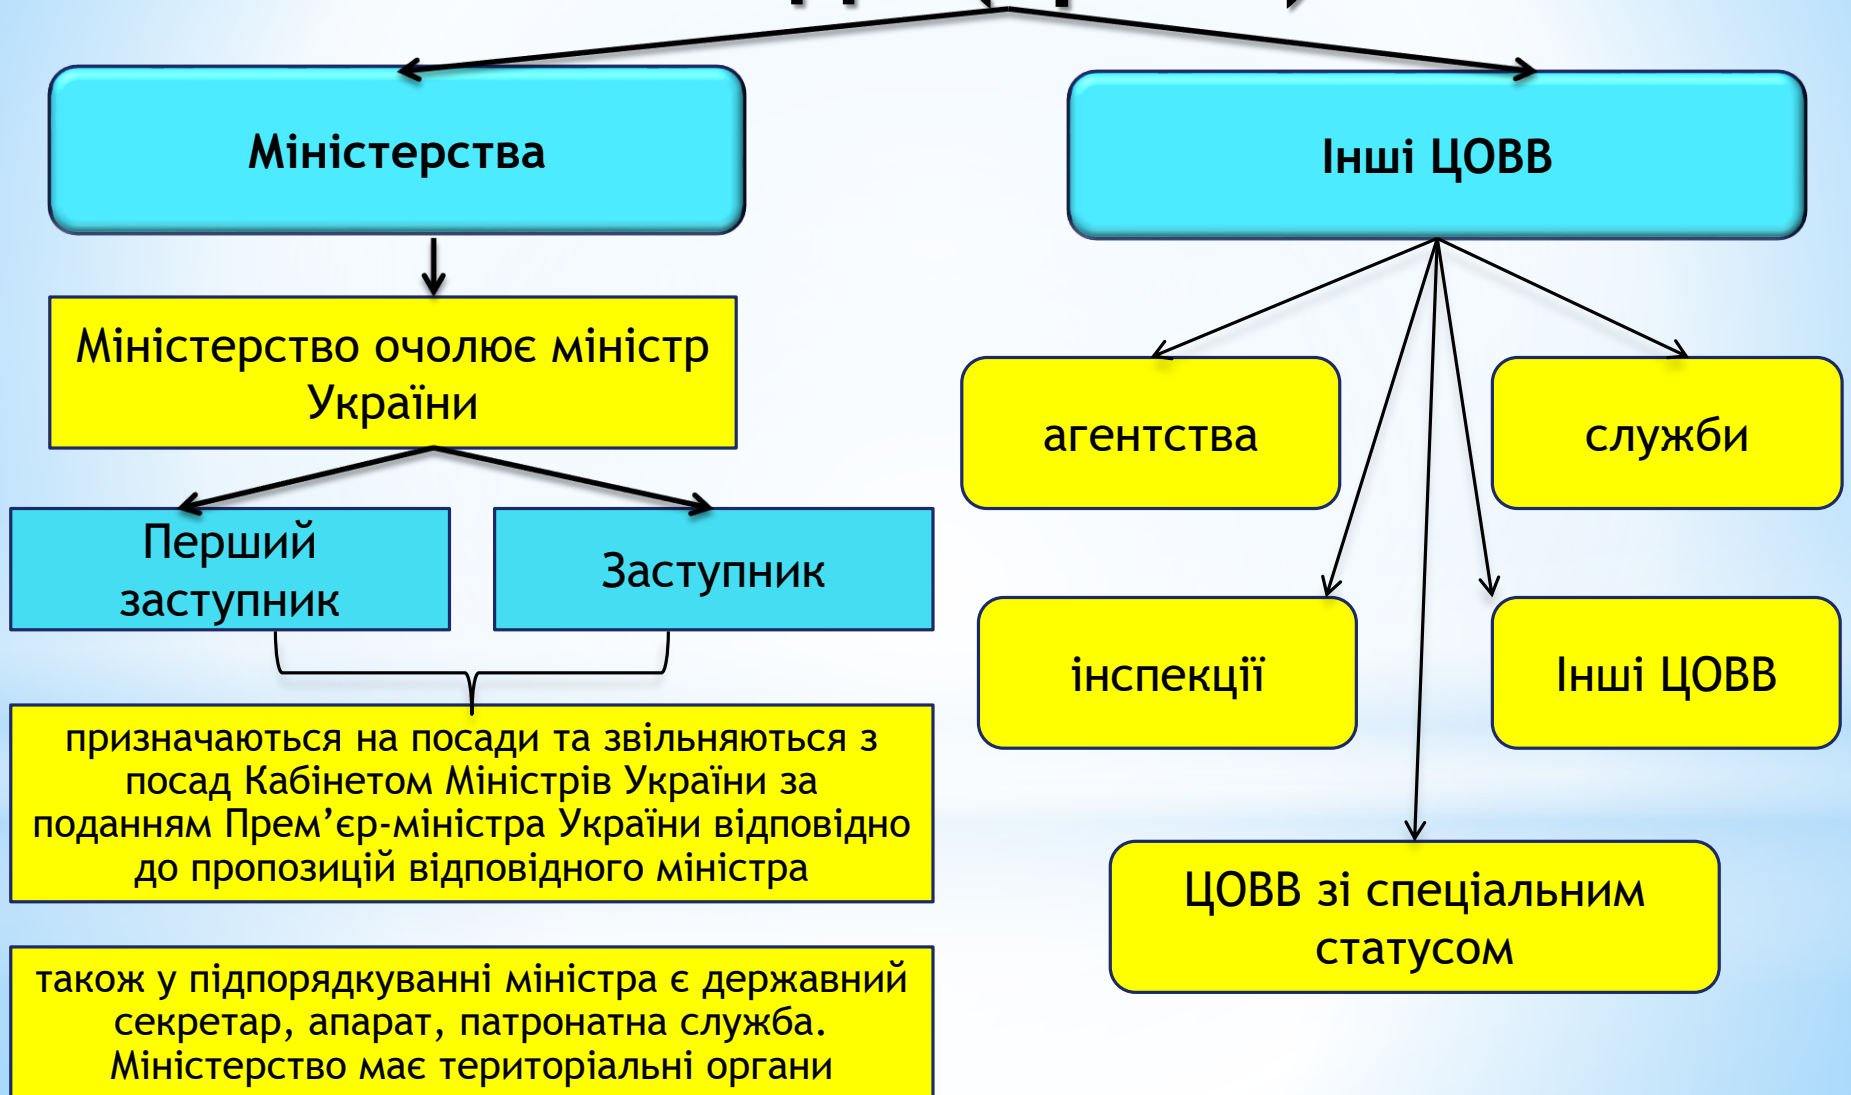 Міністерства
Інші ЦОВВ
Міністерство очолює міністр
України
Перший
заступник
Заступник
призначаються на посади та звільняються з
посад Кабінетом Міністрів України за
поданням Прем’єр-міністра України відповідно
до пропозицій відповідного міністра
також у підпорядкуванні міністра є державний
секретар, апарат, патронатна служба.
Міністерство має територіальні органи
агентства
служби
інспекції
Інші ЦОВВ
ЦОВВ зі спеціальним
статусом